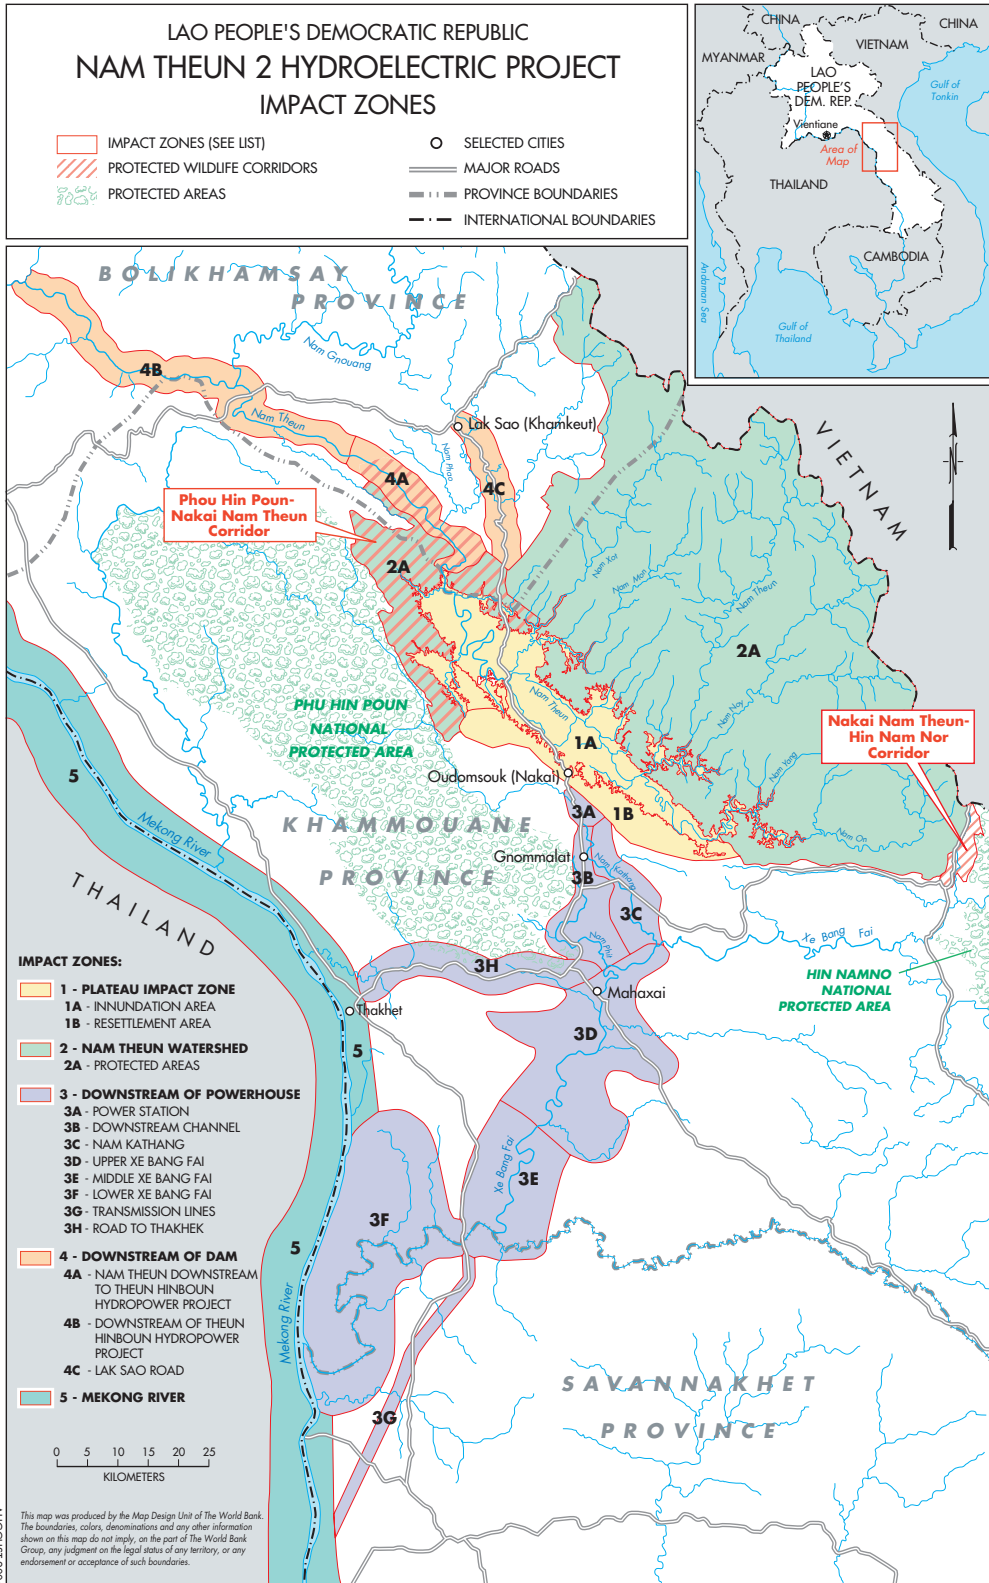 LAO PEOPLE'S DEMOCRATIC REPUBLIC
NAM THEUN 2 HYDROELECTRIC PROJECT
IMPACT ZONES
IMPACT ZONES (SEE LIST)
PROTECTED WILDLIFE CORRIDORS
PROTECTED AREAS
SELECTED CITIES
MAJOR ROADS
PROVINCE BOUNDARIES
INTERNATIONAL BOUNDARIES
CHINA
CHINA
MYANMAR
VIETNAM
LAO
PEOPLE'S
DEM. REP.
Gulf of
Tonkin
Vientiane
Area of
Map
THAILAND
CAMBODIA
Andaman Sea
Gulf of
Thailand
BOLIKHAMSAY
PROVINCE
Nam Gnouang
4B
Nam Theun
Lak Sao (Khamkeut)
Nam Phao
4A
4C
VIETNAM
N
Phou Hin Poun-
Nakai Nam Theun
Corridor
2A
Nam Xot
Nam Mon
Nam Theun
2A
Nam Noy
PHU HIN POUN
NATIONAL
PROTECTED AREA
Nam Theun
1A
Nakai Nam Theun-
Hin Nam Nor
Corridor
5
Oudomsouk (Nakai)
Nam Yang
3A
1B
Mekong River
KHAMMOUANE
PROVINCE
Nam On
Gnommalat
Nam Kathang
3B
3C
THAILAND
Nam Phit
Xe Bang Fai
3H
HIN NAMNO
NATIONAL
PROTECTED AREA
Mahaxai
Thakhet
3D
5
Xe Bang Fai
3E
3F
5
Mekong River
3G
SAVANNAKHET
PROVINCE
IMPACT ZONES:
1 - PLATEAU IMPACT ZONE
1A - INNUNDATION AREA
1B - RESETTLEMENT AREA
2 - NAM THEUN WATERSHED
2A - PROTECTED AREAS
3 - DOWNSTREAM OF POWERHOUSE
3A - POWER STATION
3B - DOWNSTREAM CHANNEL
3C - NAM KATHANG
3D - UPPER XE BANG FAI
3E - MIDDLE XE BANG FAI
3F - LOWER XE BANG FAI
3G - TRANSMISSION LINES
3H - ROAD TO THAKHEK
4 - DOWNSTREAM OF DAM
4A - NAM THEUN DOWNSTREAM
TO THEUN HINBOUN
HYDROPOWER PROJECT
4B - DOWNSTREAM OF THEUN
HINBOUN HYDROPOWER
PROJECT
4C - LAK SAO ROAD
5 - MEKONG RIVER
0 5 10 15 20 25
KILOMETERS
This map was produced by the Map Design Unit of The World Bank.
The boundaries, colors, denominations and any other information
shown on this map do not imply, on the part of The World Bank
Group, any judgment on the legal status of any territory, or any
endorsement or acceptance of such boundaries.